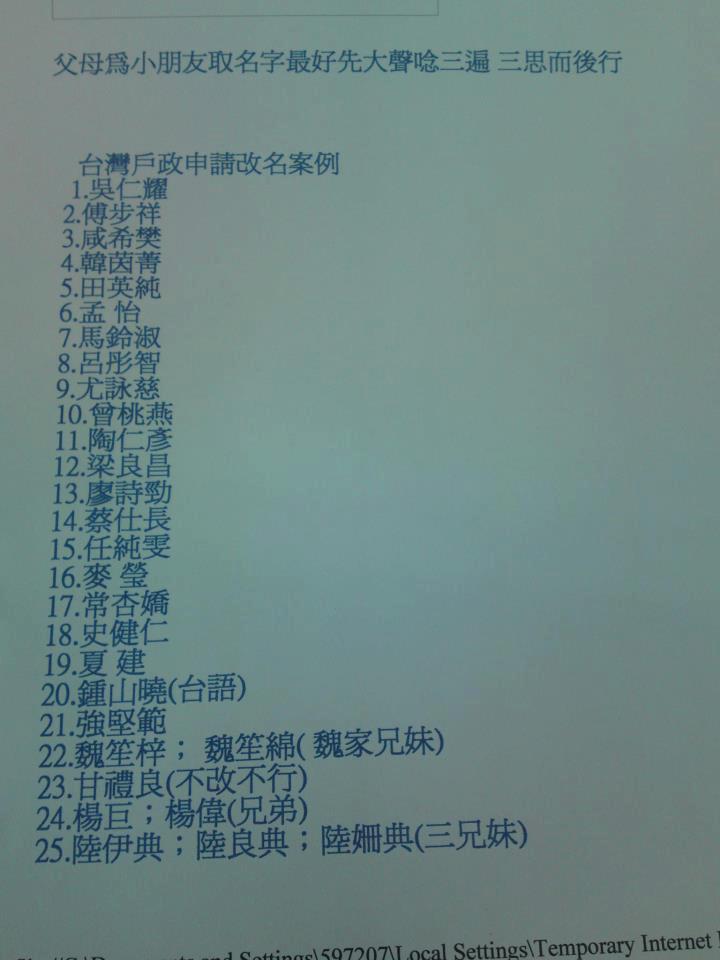 父母爲小朋友取名字最好先大聲唸三遍 三思而後行
台灣戶政申請改名案例
1.吳仁耀
2.傅步祥
3.咸希樊
4.韓茵菁
5.田英純
6.孟 怡
7.馬鈴淑
8.呂彤智
9.尤詠慈
10.曾桃燕
11.陶仁彥
12.梁良昌
13.廖詩勁
14.蔡仕長
15.任純雯
16.麥 瑩
17.常杏嬌
18.史健仁
19.夏 建
20.鍾山曉(台語)
21.強堅範
22.魏笙梓； 魏笙綿( 魏家兄妹)
23.甘禮良(不改不行)
24.楊巨；楊偉(兄弟)
25.陸伊典；陸良典；陸姍典(三兄妹)
and Settings\597207\Local Settings\Temporary Internet